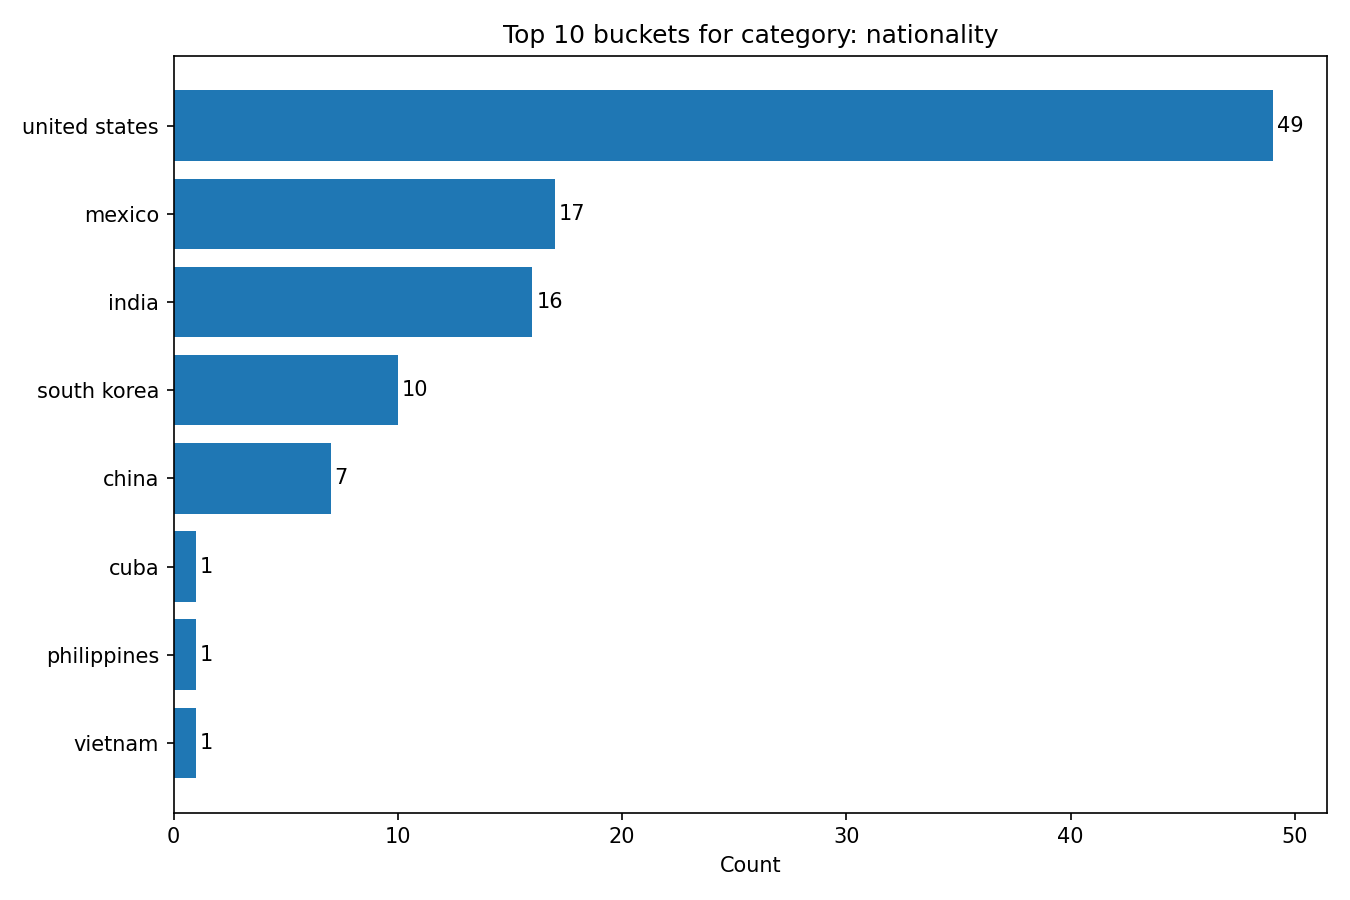 Top 10 buckets for category: nationality
united states 49
mexico 17
india 16
south korea 10
china 7
cuba 1
philippines 1
vietnam 1
0 10 20 30 40 50
Count